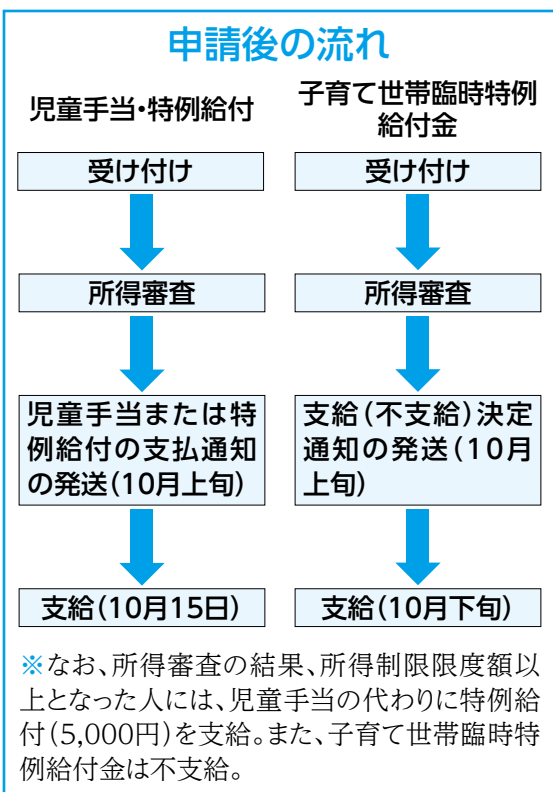 申請後の流れ
児童手当・特例給付
受け付け
所得審査
児童手当または特
例給付の支払通知
の発送(10月上旬)
支給(10月15日)
子育て世帯臨時特例
給付金
受け付け
所得審査
支給(不支給)決定
通知の発送(10月
上旬)
支給(10月下旬)
※なお、所得審査の結果、所得制限限度額以
上となった人には、児童手当の代わりに特例給
付(5,000円)を支給。また、子育て世帯臨時特
例給付金は不支給。